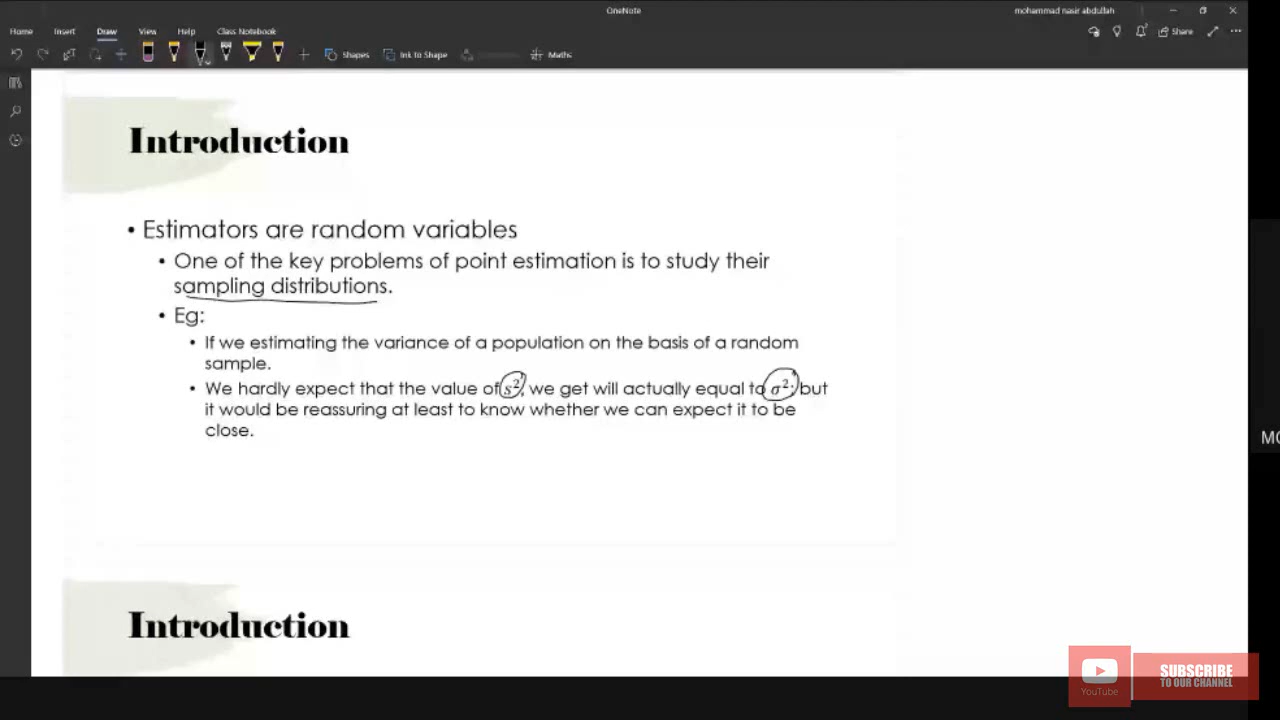 OneNote
mohammad nasir abdullah
Home Insert Draw View Help Class Notebook
Shapes Ink to Shape Maths Share
Introduction
• Estimators are random variables
• One of the key problems of point estimation is to study their
sampling distributions.
• Eg:
• If we estimating the variance of a population on the basis of a random
sample.
• We hardly expect that the value of s², we get will actually equal to σ²; but
it would be reassuring at least to know whether we can expect it to be
close.
MO
Introduction
YouTube
SUBSCRIBE
TO OUR CHANNEL